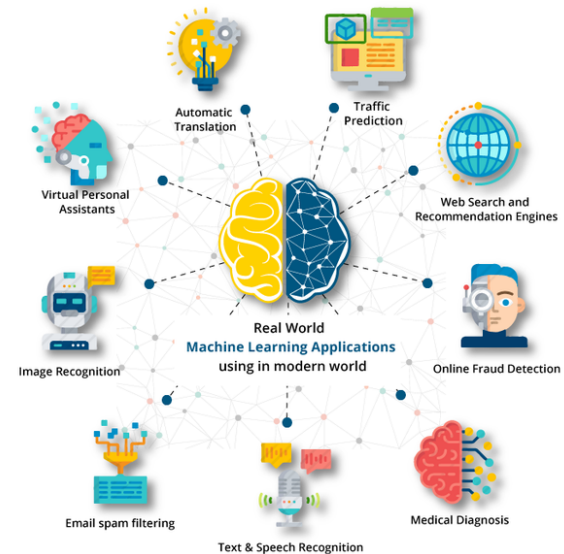 Automatic
Translation
Traffic
Prediction
Virtual Personal
Assistants
Web Search and
Recommendation Engines
Real World
Machine Learning Applications
using in modern world
Image Recognition
Online Fraud Detection
Email spam filtering
Medical Diagnosis
Text & Speech Recognition